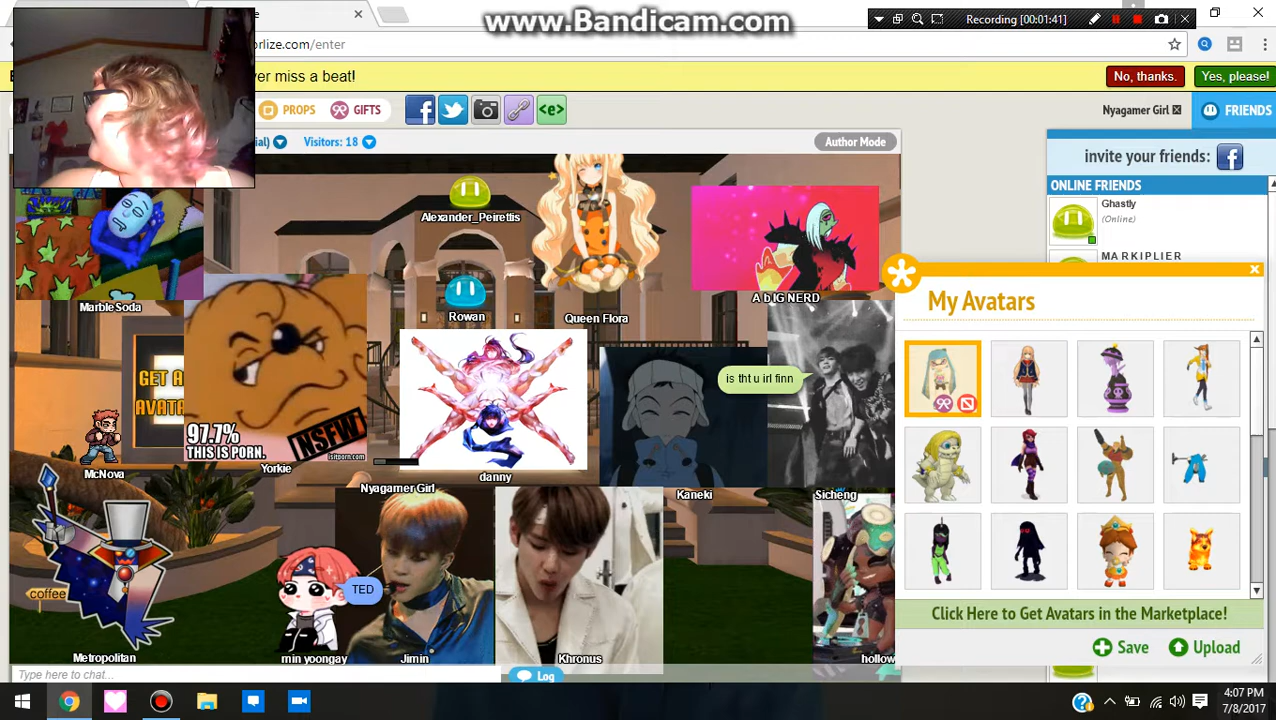 www.Bandicam.com
Recording [00:01:41]
orlize.com/enter
ver miss a beat!
No, thanks.
Yes, please!
PROPS
GIFTS
<e>
Nyagamer Girl
FRIENDS
ial)
Visitors: 18
Author Mode
invite your friends:
ONLINE FRIENDS
Ghastly
(Online)
MARKIPLIER
Alexander_Peirettis
MarbleSoda
Rowan
Queen Flora
A bIG NERD
My Avatars
is tht u irl finn
GET A
AVATA
97.7%
THIS IS PORN.
NSFW
isitporn.com
McNova
Yorkie
danny
Nyagamer Girl
Kaneki
Sicheng
coffee
TED
Metropolitan
min yoongay
Jimin
Khronus
hollow
Click Here to Get Avatars in the Marketplace!
Save
Upload
Type here to chat...
Log
4:07 PM
7/8/2017